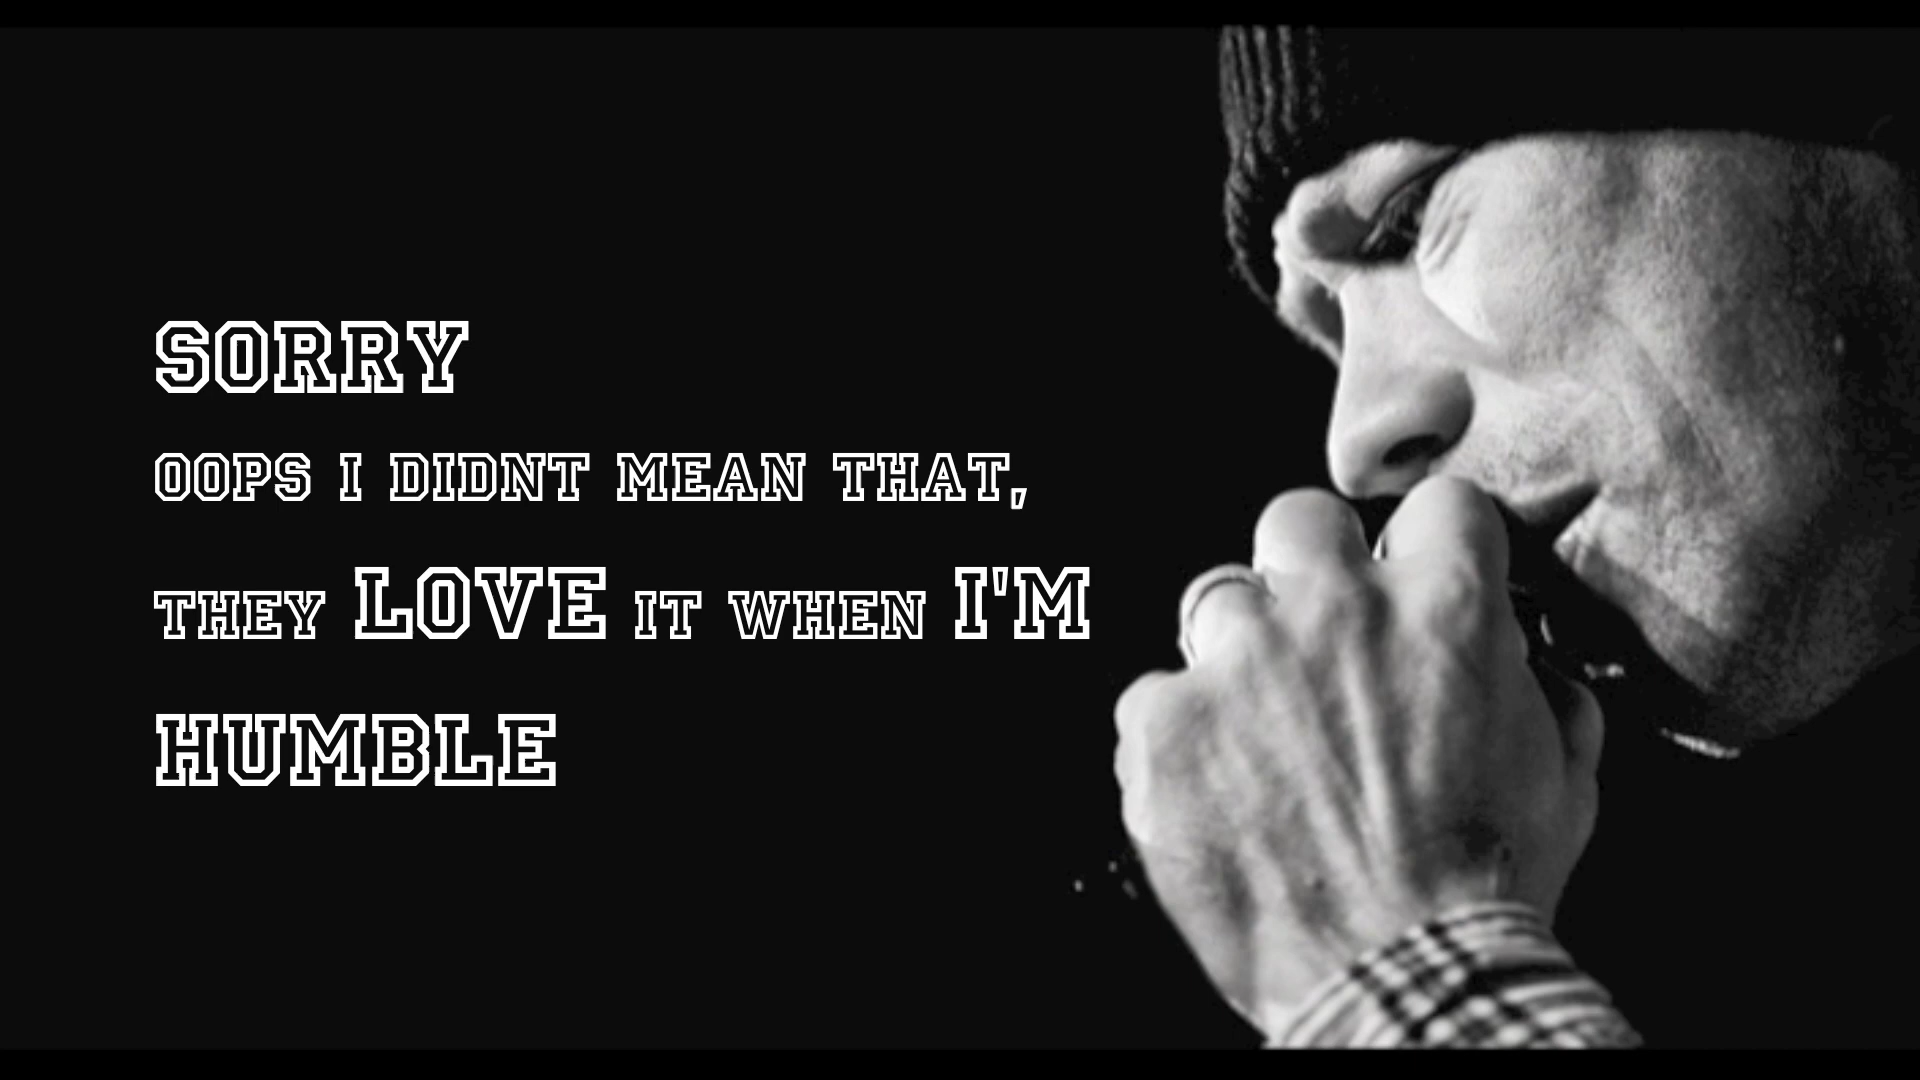 SORRY
OOPS I DIDNT MEAN THAT,
THEY LOVE IT WHEN I'M
HUMBLE